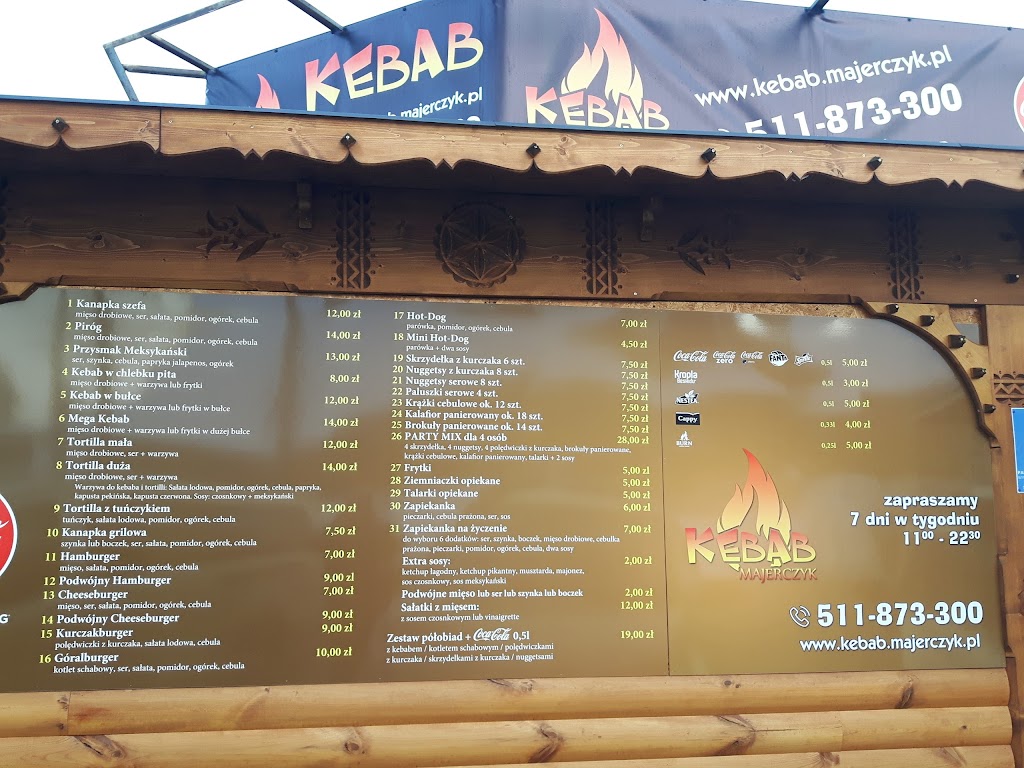 KEBAB
majerczyk.pl
KEBAB
www.kebab.majerczyk.pl
511-873-300
1 Kanapka szefa 12,00 zł
mięso drobiowe, ser, sałata, pomidor, ogórek, cebula
2 Piróg 14,00 zł
mięso drobiowe, ser, sałata, pomidor, ogórek, cebula
3 Przysmak Meksykański 13,00 zł
ser, szynka, cebula, papryka jalapenos, ogórek
4 Kebab w chlebku pita 8,00 zł
mięso drobiowe + warzywa lub frytki
5 Kebab w bułce 12,00 zł
mięso drobiowe + warzywa lub frytki w bułce
6 Mega Kebab 14,00 zł
mięso drobiowe + warzywa lub frytki w dużej bułce
7 Tortilla mała 12,00 zł
mięso drobiowe, ser + warzywa
8 Tortilla duża 14,00 zł
mięso drobiowe, ser + warzywa
Warzywa do kebaba i tortilli: Sałata lodowa, pomidor, ogórek, cebula, papryka,
kapusta pekińska, kapusta czerwona. Sosy: czosnkowy + meksykański
9 Tortilla z tuńczykiem 12,00 zł
tuńczyk, sałata lodowa, pomidor, ogórek, cebula
10 Kanapka grilowa 7,50 zł
szynka lub boczek, ser, sałata, pomidor, ogórek, cebula
11 Hamburger 7,00 zł
mięso, sałata, pomidor, ogórek, cebula
12 Podwójny Hamburger 9,00 zł
13 Cheeseburger 7,00 zł
mięso, ser, sałata, pomidor, ogórek, cebula
14 Podwójny Cheeseburger 9,00 zł
15 Kurczakburger 9,00 zł
polędwiczki z kurczaka, sałata lodowa, cebula
16 Góralburger 10,00 zł
kotlet schabowy, ser, sałata, pomidor, ogórek, cebula
17 Hot-Dog 7,00 zł
parówka, pomidor, ogórek, cebula
18 Mini Hot-Dog 4,50 zł
parówka + dwa sosy
19 Skrzydełka z kurczaka 6 szt. 7,50 zł
20 Nuggetsy z kurczaka 8 szt. 7,50 zł
21 Nuggetsy serowe 8 szt. 7,50 zł
22 Paluszki serowe 4 szt. 7,50 zł
23 Krążki cebulowe ok. 12 szt. 7,50 zł
24 Kalafior panierowany ok. 18 szt. 7,50 zł
25 Brokuły panierowane ok. 14 szt. 7,50 zł
26 PARTY MIX dla 4 osób 28,00 zł
4 skrzydełka, 4 nuggetsy, 4 polędwiczki z kurczaka, brokuły panierowane,
krążki cebulowe, kalafior panierowany, talarki + 2 sosy
27 Frytki 5,00 zł
28 Ziemniaczki opiekane 5,00 zł
29 Talarki opiekane 5,00 zł
30 Zapiekanka 6,00 zł
pieczarki, cebula prażona, ser, sos
31 Zapiekanka na życzenie 7,00 zł
do wyboru 6 dodatków: ser, szynka, boczek, mięso drobiowe, cebulka
prażona, pieczarki, pomidor, ogórek, cebula, dwa sosy
Extra sosy: 2,00 zł
ketchup łagodny, ketchup pikantny, musztarda, majonez,
sos czosnkowy, sos meksykański
Podwójne mięso lub ser lub szynka lub boczek 2,00 zł
Sałatki z mięsem: 12,00 zł
z sosem czosnkowym lub vinaigrette
Zestaw półobiad + Coca-Cola 0,5l 19,00 zł
z kebabem / kotletem schabowym / polędwiczkami
z kurczaka / skrzydełkami z kurczaka / nuggetsami
Coca-Cola Coca-Cola zero Coca-Cola FANTA 0,5l 5,00 zł
Kropla Beskidu 0,5l 3,00 zł
NESTEA 0,5l 5,00 zł
Cappy 0,33l 4,00 zł
BURN 0,25l 5,00 zł
KEBAB
MAJERCZYK
zapraszamy
7 dni w tygodniu
11⁰⁰ - 22³⁰
511-873-300
www.kebab.majerczyk.pl